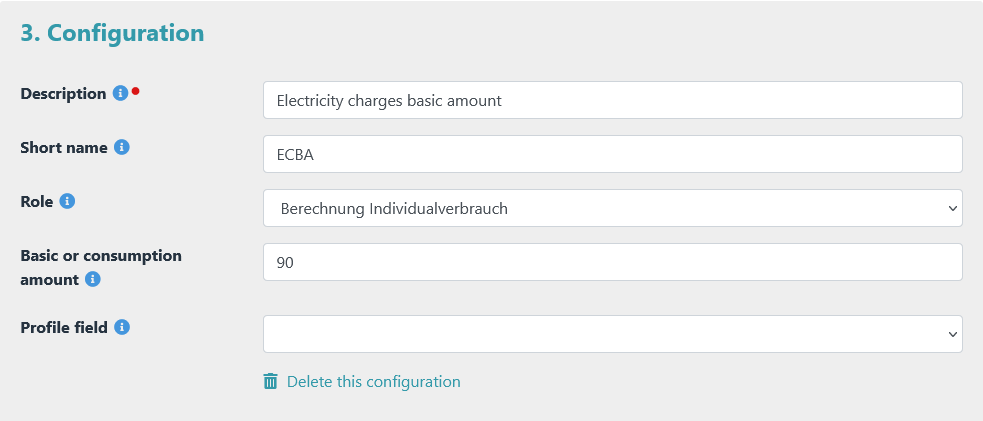 3. Configuration
Description
Electricity charges basic amount
Short name
ECBA
Role
Berechnung Individualverbrauch
Basic or consumption
amount
90
Profile field
Delete this configuration